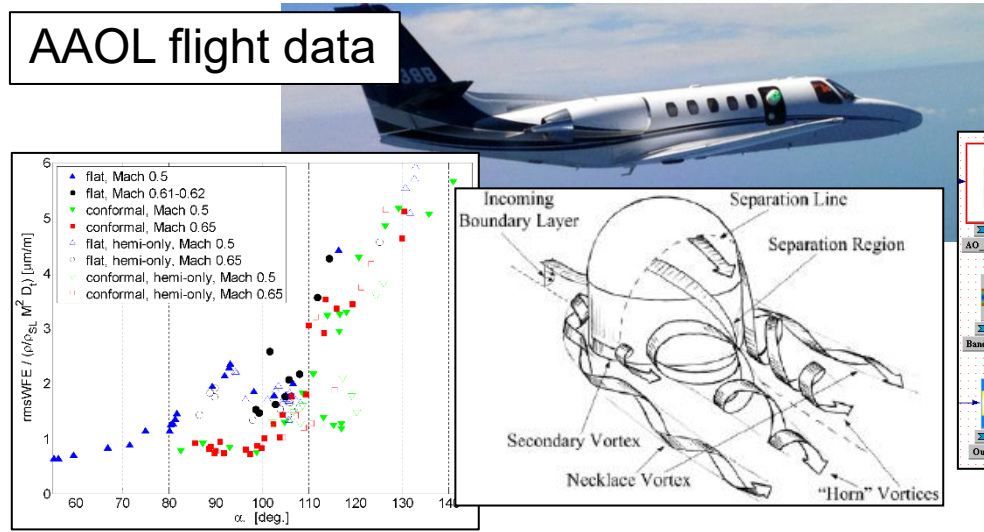 AAOL flight data
38B
6
5
4
3
2
1
0
rmsWFE / (ρ/ρSL M² Dt) [μm/m]
flat, Mach 0.5
flat, Mach 0.61-0.62
conformal, Mach 0.5
conformal, Mach 0.65
flat, hemi-only, Mach 0.5
flat, hemi-only, Mach 0.65
conformal, hemi-only, Mach 0.5
conformal, hemi-only, Mach 0.65
60 70 80 90 100 110 120 130 140
α, [deg.]
Incoming
Boundary Layer
Separation Line
Separation Region
Secondary Vortex
Necklace Vortex
"Horn" Vortices
AO_
Banc
Ou